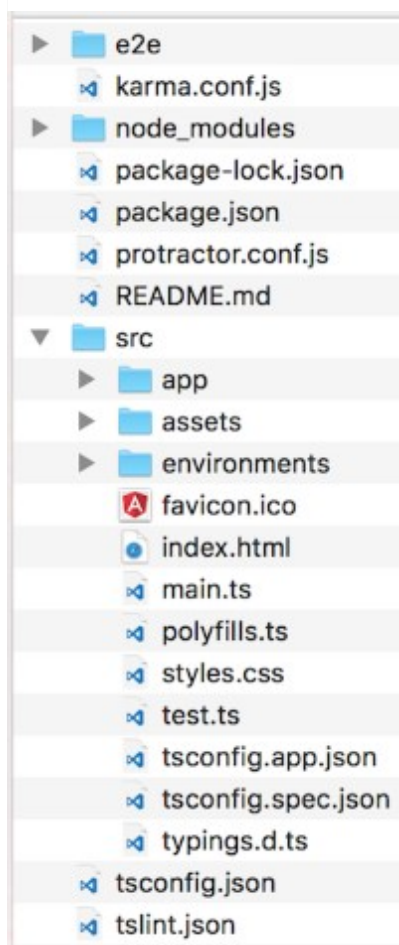 e2e
karma.conf.js
node_modules
package-lock.json
package.json
protractor.conf.js
README.md
src
app
assets
environments
favicon.ico
index.html
main.ts
polyfills.ts
styles.css
test.ts
tsconfig.app.json
tsconfig.spec.json
typings.d.ts
tsconfig.json
tslint.json